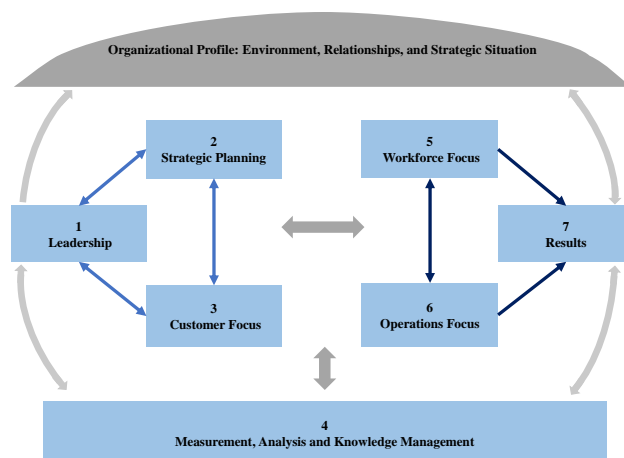 Organizational Profile: Environment, Relationships, and Strategic Situation
2
Strategic Planning
5
Workforce Focus
1
Leadership
7
Results
3
Customer Focus
6
Operations Focus
4
Measurement, Analysis and Knowledge Management